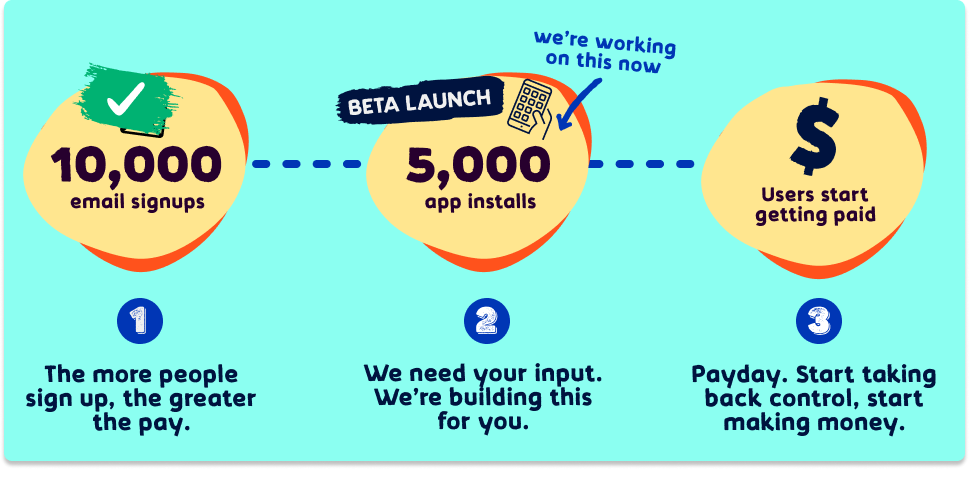 we're working
on this now
BETA LAUNCH
10,000
email signups
5,000
app installs
$
Users start
getting paid
1
The more people
sign up, the greater
the pay.
2
We need your input.
We're building this
for you.
3
Payday. Start taking
back control, start
making money.